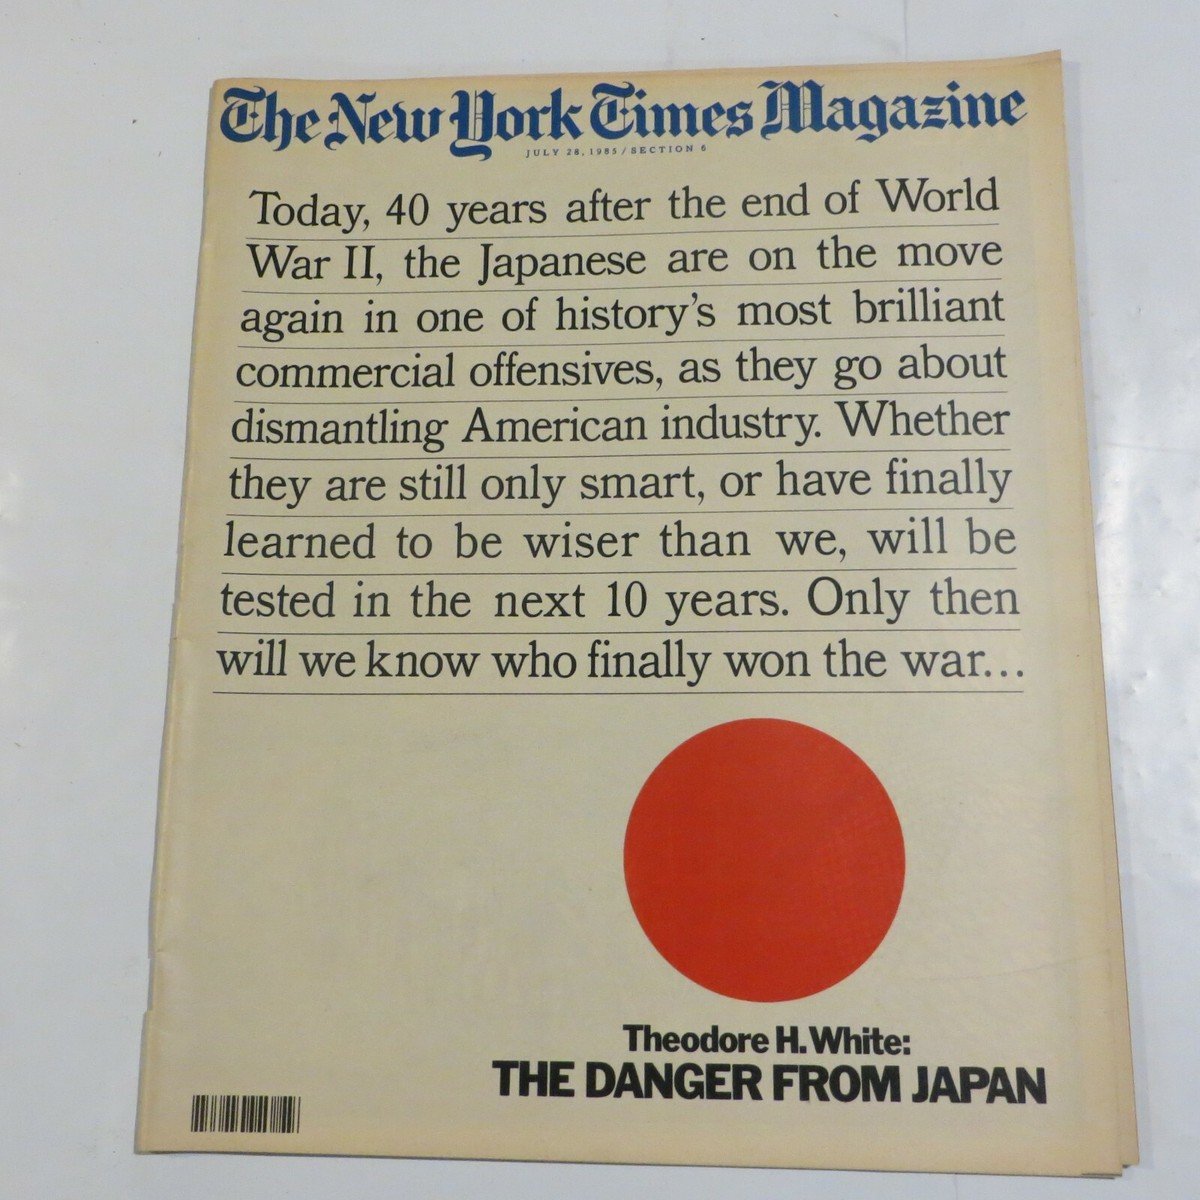 The New York Times Magazine
JULY 28, 1985 / SECTION 6
Today, 40 years after the end of World
War II, the Japanese are on the move
again in one of history's most brilliant
commercial offensives, as they go about
dismantling American industry. Whether
they are still only smart, or have finally
learned to be wiser than we, will be
tested in the next 10 years. Only then
will we know who finally won the war...
Theodore H. White:
THE DANGER FROM JAPAN